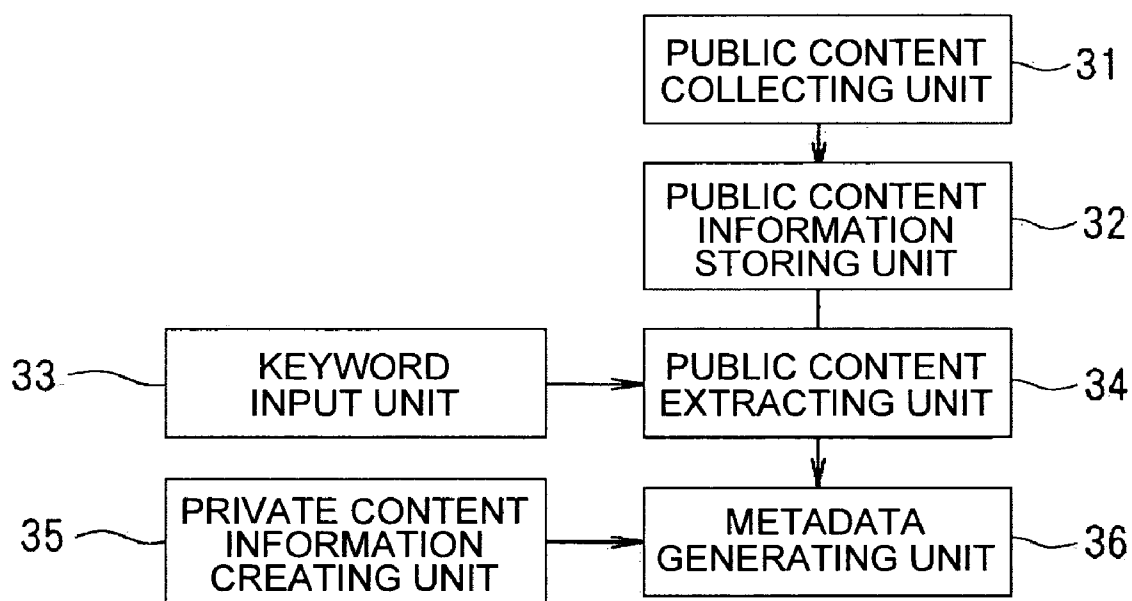 PUBLIC CONTENT
COLLECTING UNIT
31
PUBLIC CONTENT
INFORMATION
STORING UNIT
32
33
KEYWORD
INPUT UNIT
PUBLIC CONTENT
EXTRACTING UNIT
34
35
PRIVATE CONTENT
INFORMATION
CREATING UNIT
METADATA
GENERATING UNIT
36